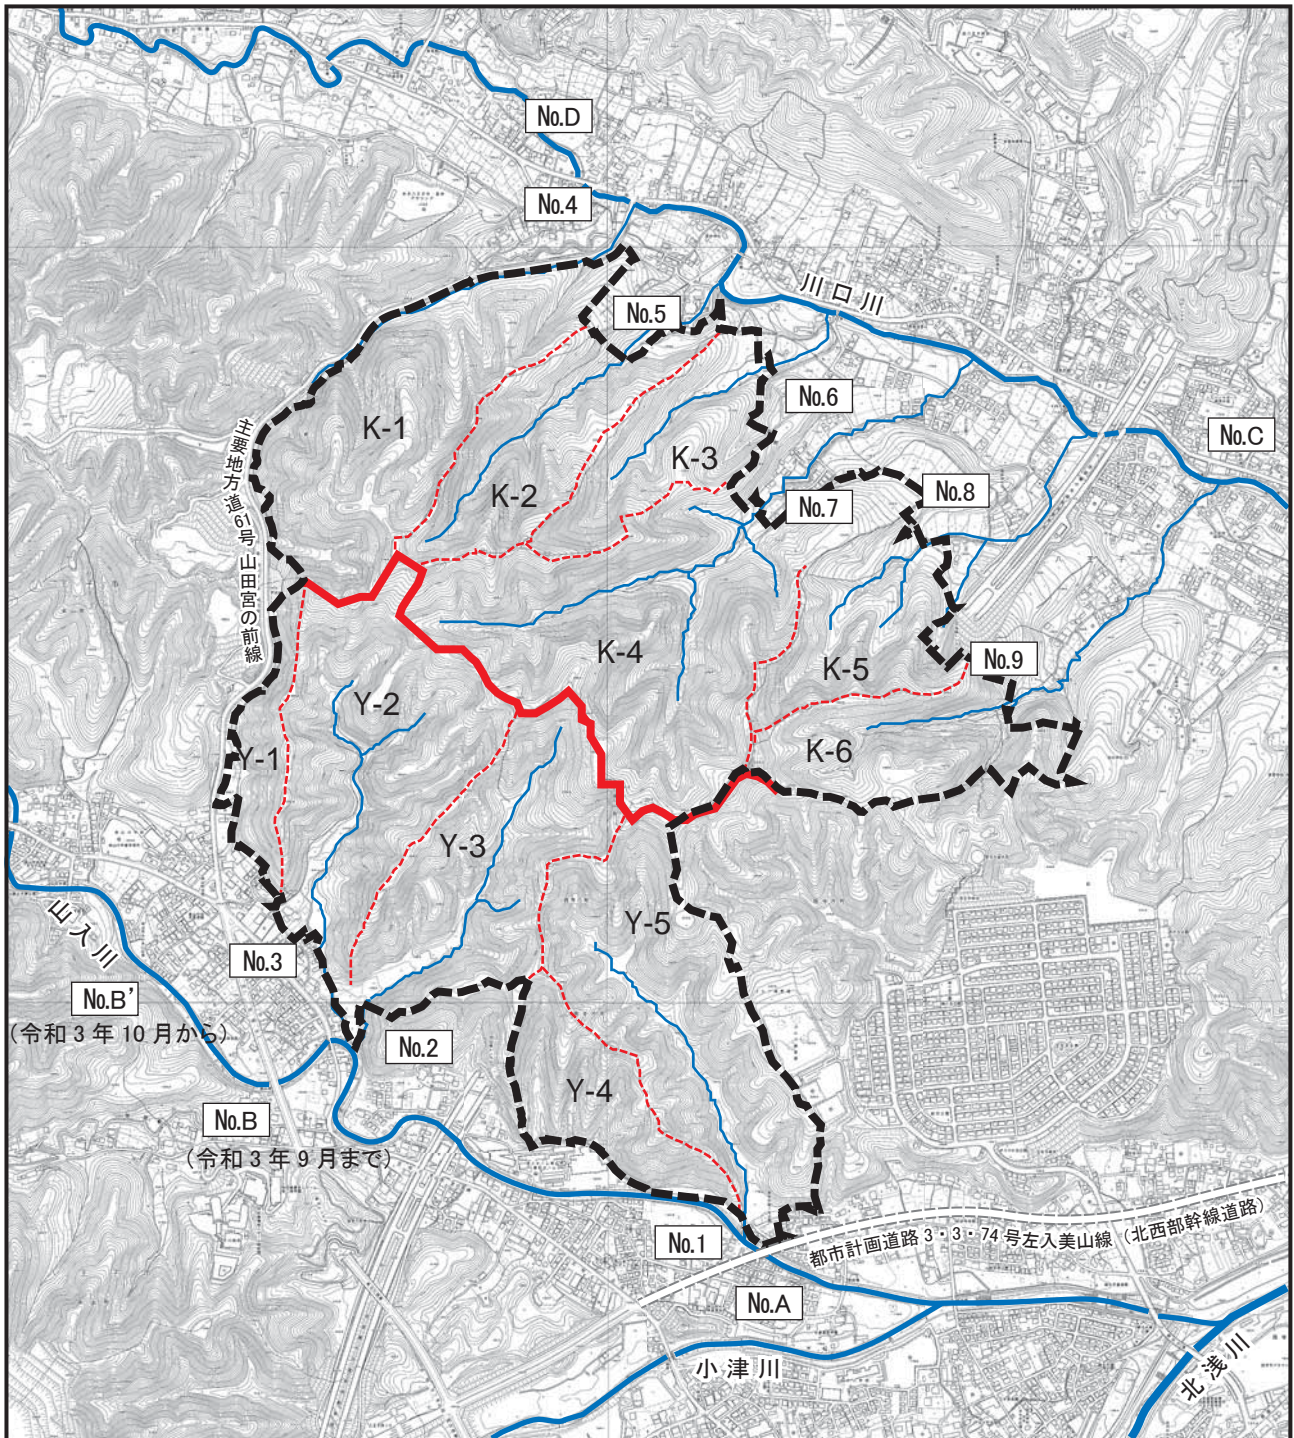 No.D
No.4
川口川
No.5
No.6
No.C
K-1
主要地方道61号 山田宮の前線
K-3
K-2
No.8
No.7
K-4
No.9
K-5
Y-2
K-6
Y-1
Y-3
Y-5
山入川
No.3
No.B'
(令和3年10月から)
No.2
Y-4
No.B
(令和3年9月まで)
No.1
都市計画道路3・3・74号左入美山線(北西部幹線道路)
No.A
小津川
北浅川